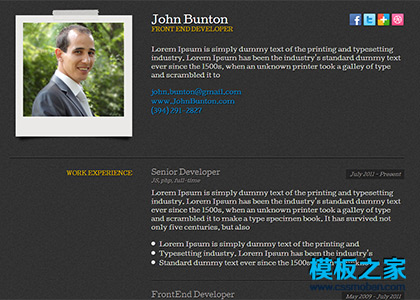 John Bunton
FRONT END DEVELOPER
Lorem Ipsum is simply dummy text of the printing and typesetting
industry, Lorem Ipsum has been the industry's standard dummy text
ever since the 1500s, when an unknown printer took a galley of type
and scrambled it to
john.bunton@gmail.com
www.JohnBunton.com
(394) 291-2827
WORK EXPERIENCE
Senior Developer
July 2011 - Present
JS, php, full-time
Lorem Ipsum is simply dummy text of the printing and typesetting
industry. Lorem Ipsum has been the industry's standard dummy text
ever since the 1500s, when an unknown printer took a galley of type
and scrambled it to make a type specimen book. It has survived not
only five centuries, but also
Lorem Ipsum is simply dummy text of the printing and
Typesetting industry, Lorem Ipsum has been the industry's
Standard dummy text ever since the 1500s,
模板之家
www.cssmoban.com
FrontEnd Developer
May 2009 - July 2011